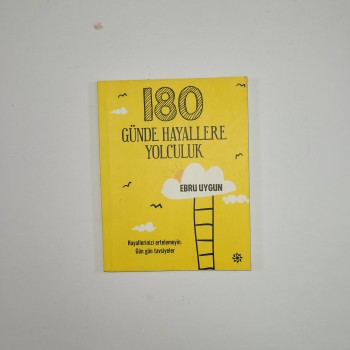 180
GÜNDE HAYALLERE
YOLCULUK
EBRU UYGUN
Hayallerinizi ertelemeyin.
Gün gün tavsiyeler